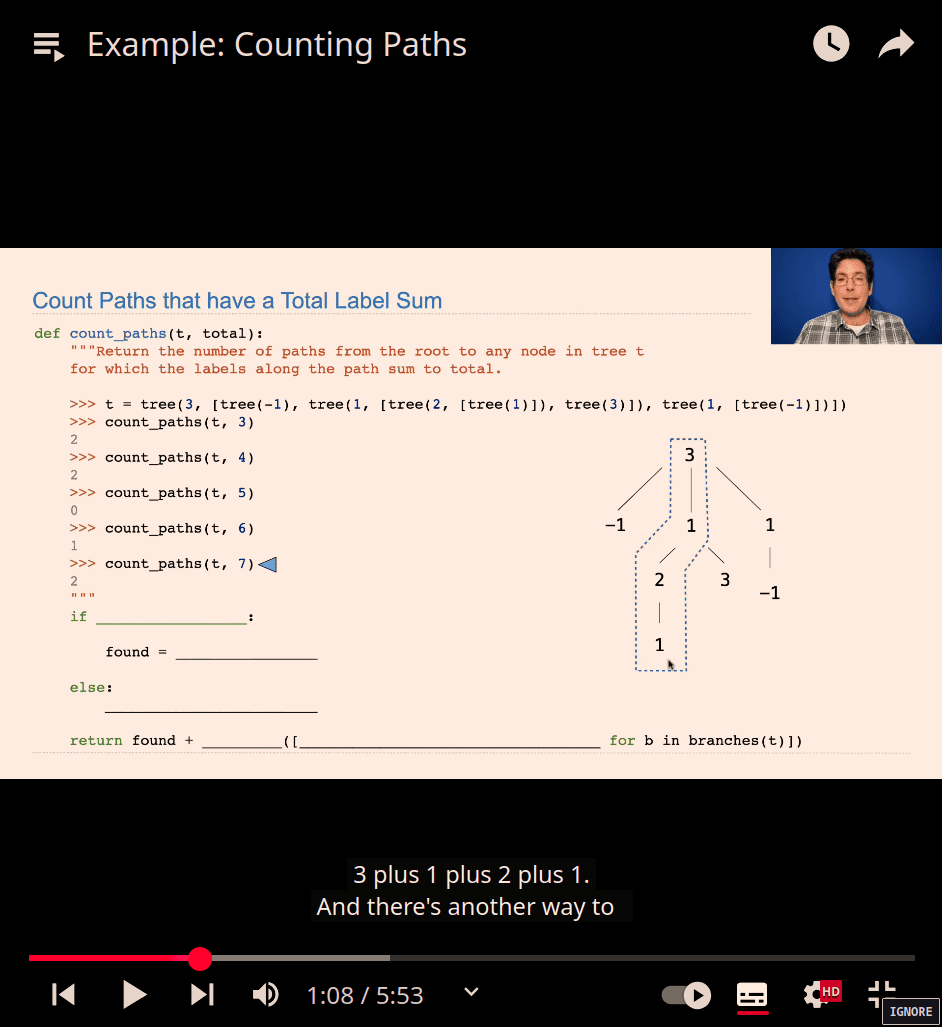 Example: Counting Paths
Count Paths that have a Total Label Sum
def count_paths(t, total):
"""Return the number of paths from the root to any node in tree t
for which the labels along the path sum to total.
>>> t = tree(3, [tree(-1), tree(1, [tree(2, [tree(1)]), tree(3)]), tree(1, [tree(-1)])])
>>> count_paths(t, 3)
2
>>> count_paths(t, 4)
2
>>> count_paths(t, 5)
0
>>> count_paths(t, 6)
1
>>> count_paths(t, 7)
2
"""
if _________________:
found = ________________
else:
________________________
return found + _________([__________________________________ for b in branches(t)])
3
-1 1 1
2 3
-1
1
3 plus 1 plus 2 plus 1.
And there's another way to
1:08 / 5:53
HD
IGNORE